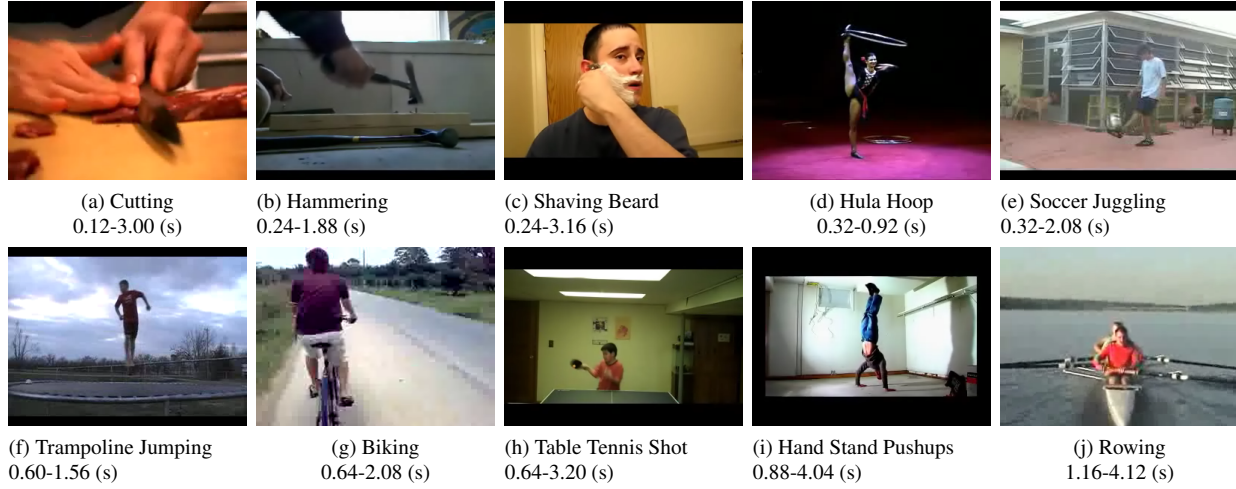 (a) Cutting
0.12-3.00 (s)
(b) Hammering
0.24-1.88 (s)
(c) Shaving Beard
0.24-3.16 (s)
(d) Hula Hoop
0.32-0.92 (s)
(e) Soccer Juggling
0.32-2.08 (s)
(f) Trampoline Jumping
0.60-1.56 (s)
(g) Biking
0.64-2.08 (s)
(h) Table Tennis Shot
0.64-3.20 (s)
(i) Hand Stand Pushups
0.88-4.04 (s)
(j) Rowing
1.16-4.12 (s)